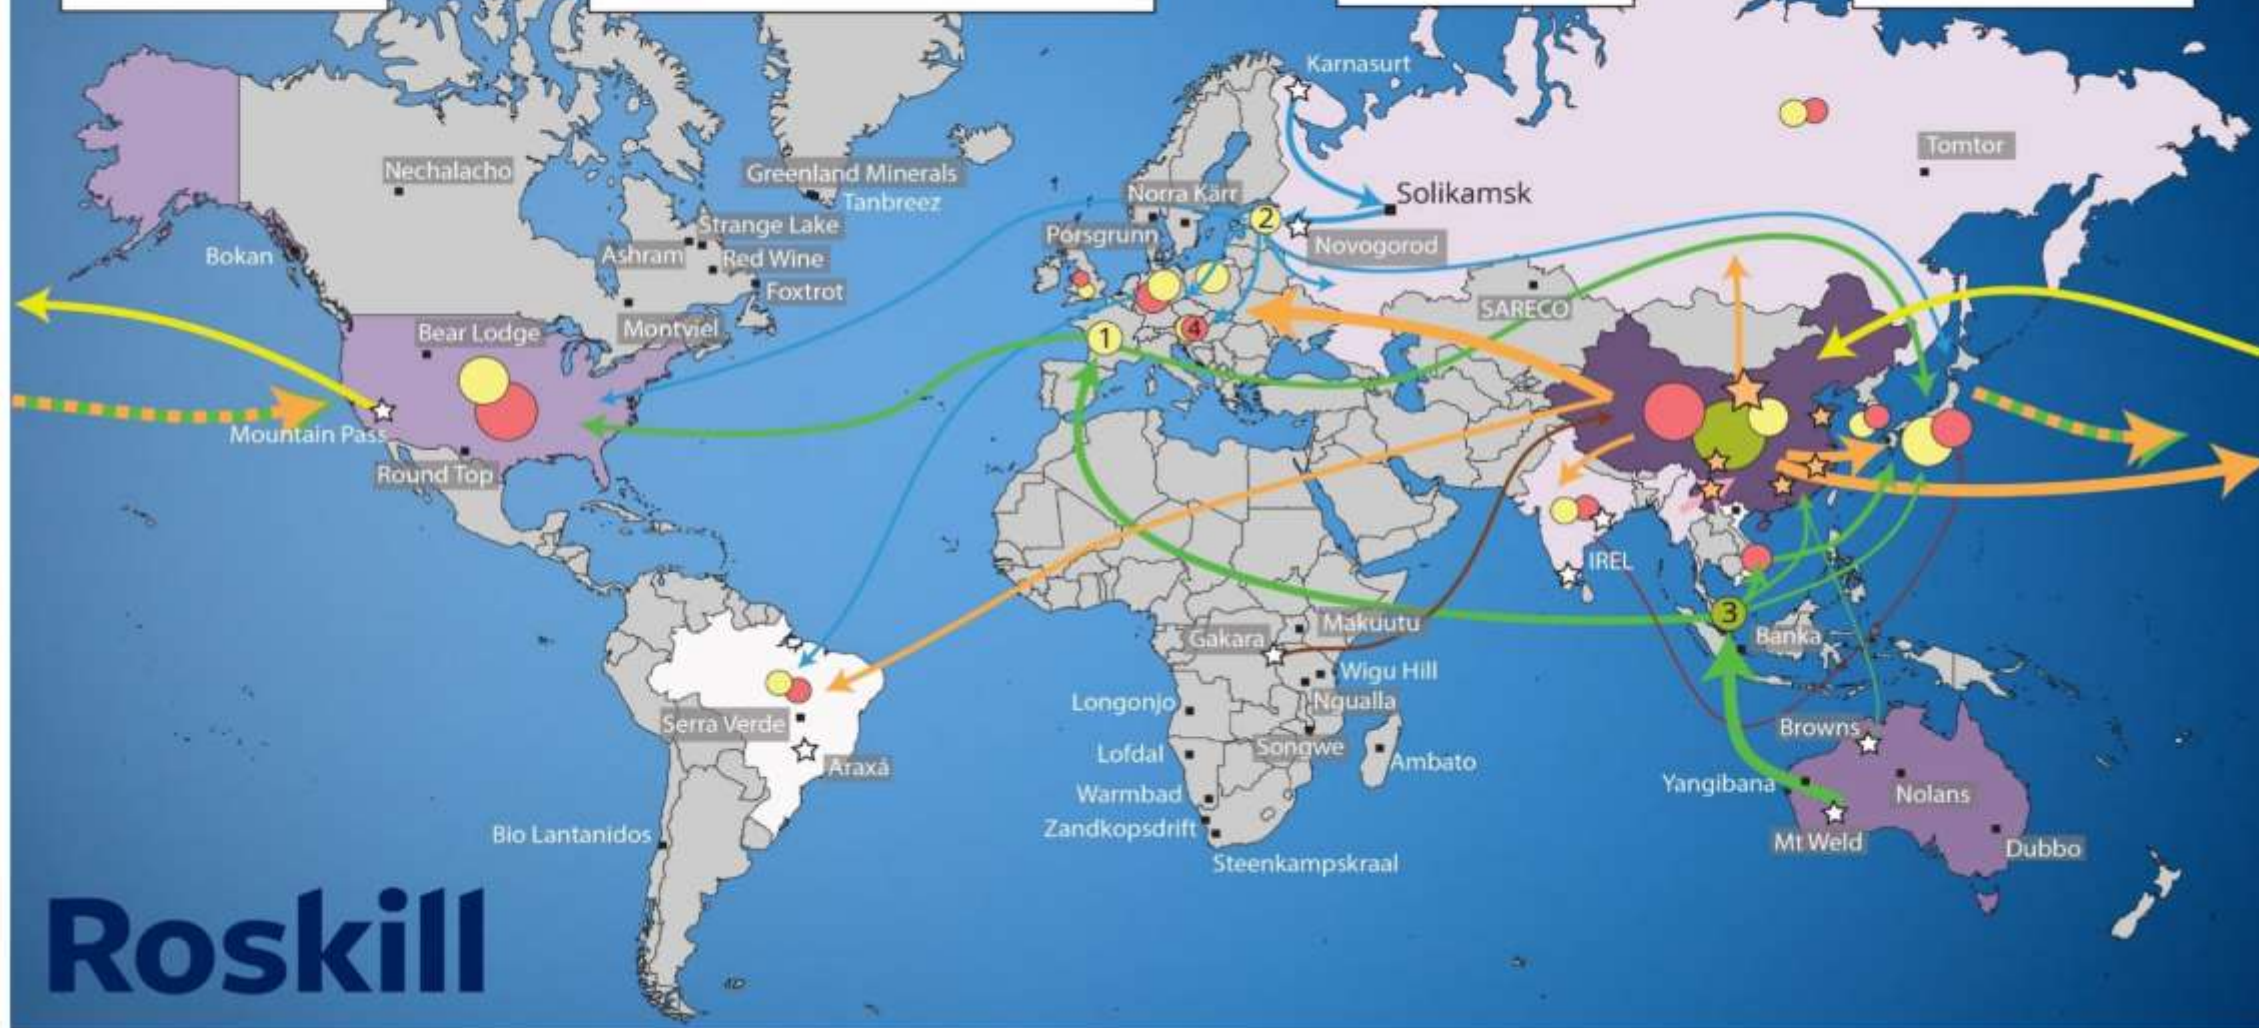 Karnasurt
Tomtor
Nechalacho
Greenland Minerals
Tanbreez
Norra Kärr
Solikamsk
Strange Lake
Porsgrunn
Novogorod
Bokan
Ashram
Red Wine
Foxtrot
SARECO
Bear Lodge
Montviel
2
1
4
Mountain Pass
Round Top
IREL
3
Banka
Makuutu
Gakara
Wigu Hill
Longonjo
Ngualla
Serra Verde
Browns
Lofdal
Songwe
Ambato
Araxá
Yangibana
Nolans
Warmbad
Zandkopsdrift
Bio Lantanidos
Mt Weld
Dubbo
Steenkampskraal
Roskill